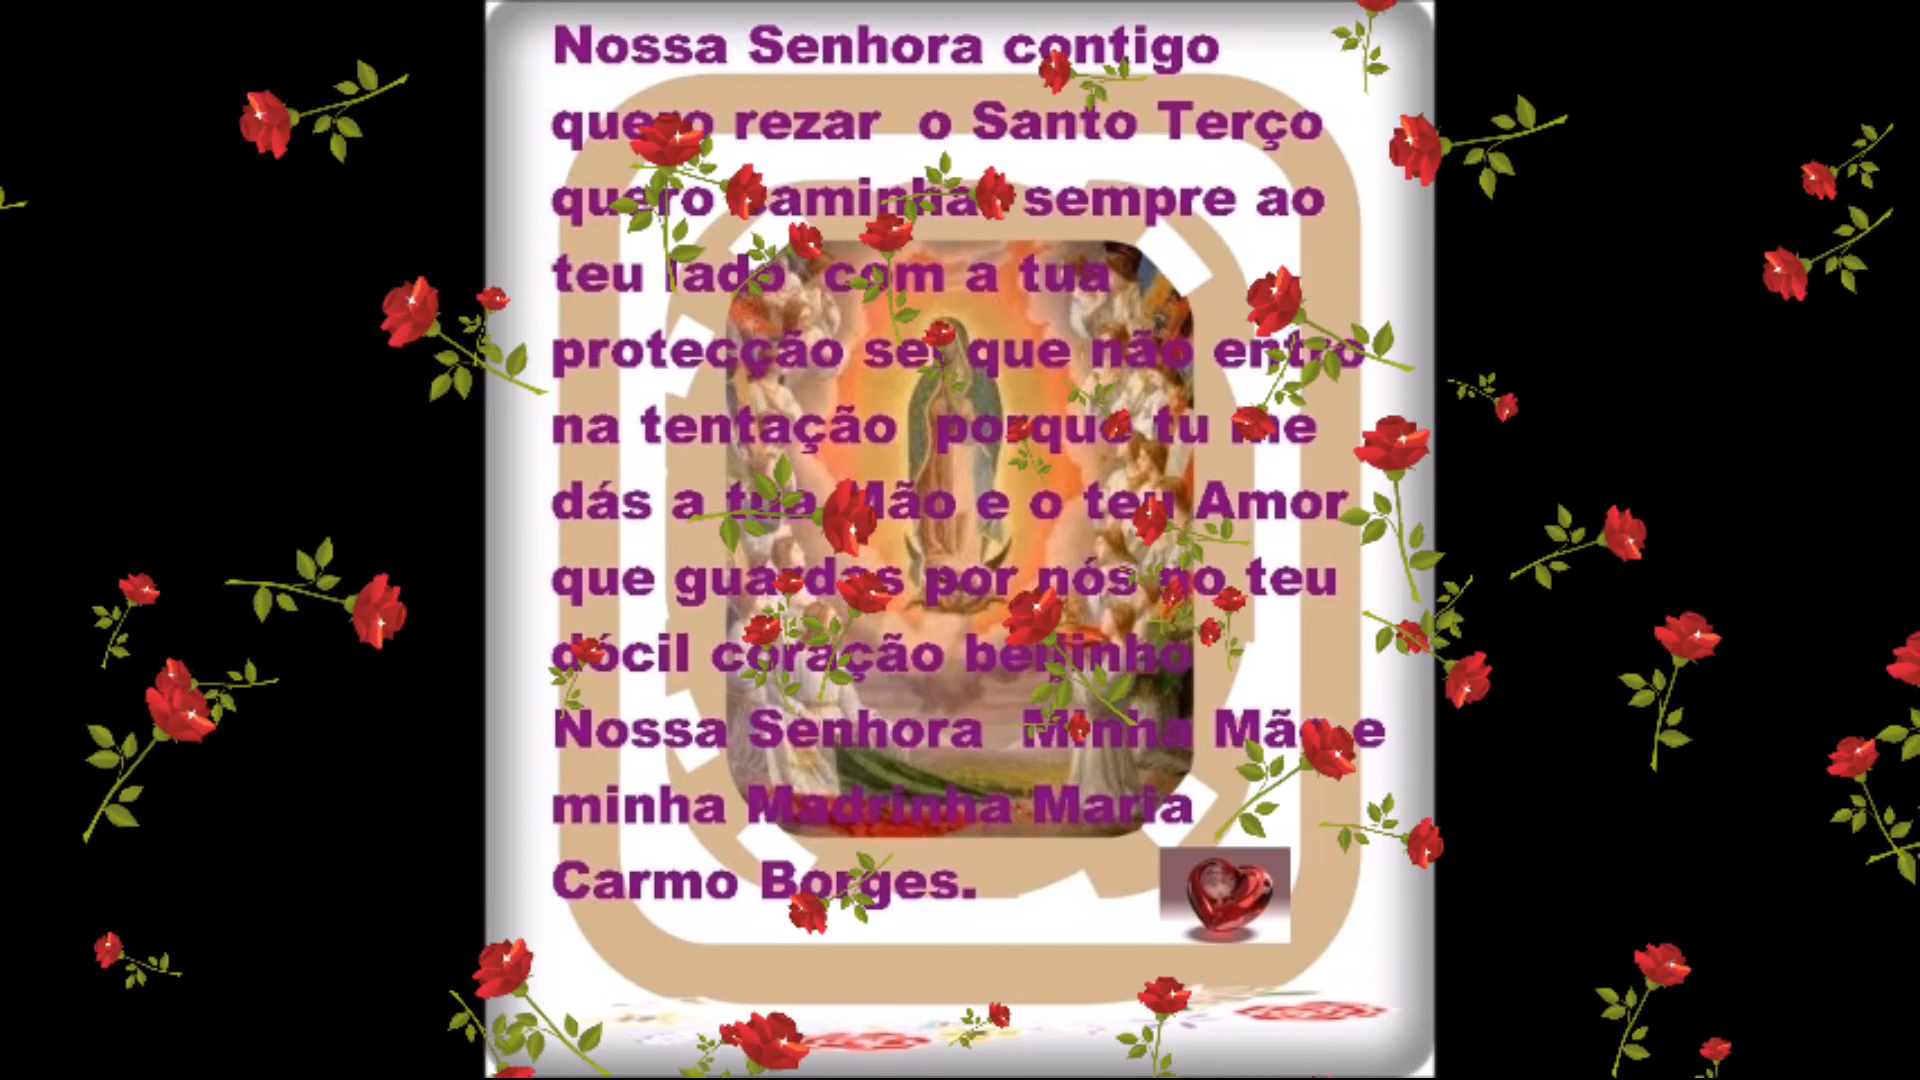 Nossa Senhora contigo
quero rezar o Santo Terço
quero caminhar sempre ao
teu lado com a tua
protecção sei que não entro
na tentação porque tu me
dás a tua Mão e o teu Amor
que guardas por nós no teu
dócil coração beijinho
Nossa Senhora Minha Mãe e
minha Madrinha Maria
Carmo Borges.